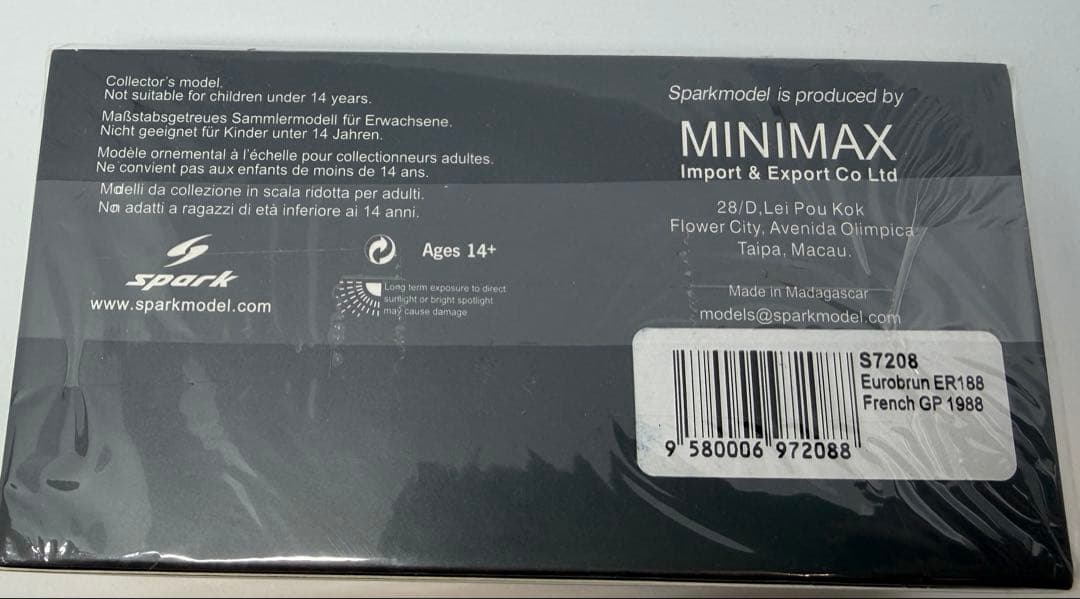 Collector's model.
Not suitable for children under 14 years.
Maßstabsgetreues Sammlermodell für Erwachsene.
Nicht geeignet für Kinder unter 14 Jahren.
Modèle ornemental à l'échelle pour collectionneurs adultes.
Ne convient pas aux enfants de moins de 14 ans.
Modelli da collezione in scala ridotta per adulti.
Non adatti a ragazzi di età inferiore ai 14 anni.
spark
www.sparkmodel.com
Ages 14+
Long term exposure to direct
sunlight or bright spotlight
may cause damage
Sparkmodel is produced by
MINIMAX
Import & Export Co Ltd
28/D,Lei Pou Kok
Flower City, Avenida Olimpica
Taipa, Macau.
Made in Madagascar
models@sparkmodel.com
S7208
Eurobrun ER188
French GP 1988
9 580006 972088